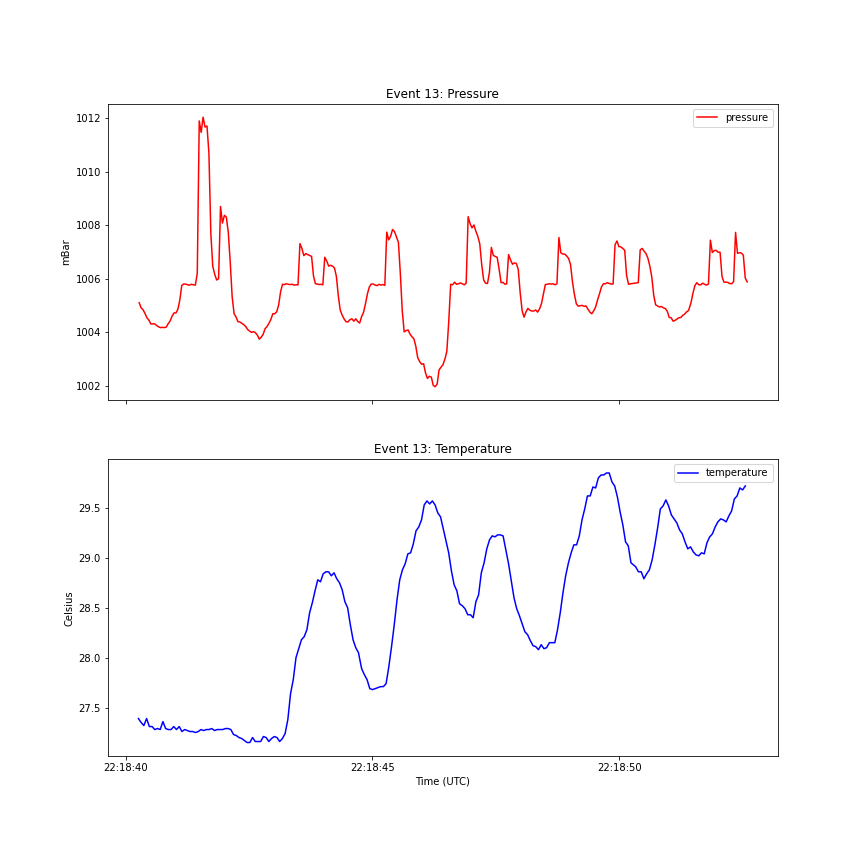 Event 13: Pressure
pressure
1012
1010
1008
1006
1004
1002
mBar
Event 13: Temperature
temperature
29.5
29.0
28.5
28.0
27.5
Celsius
22:18:40 22:18:45 22:18:50
Time (UTC)